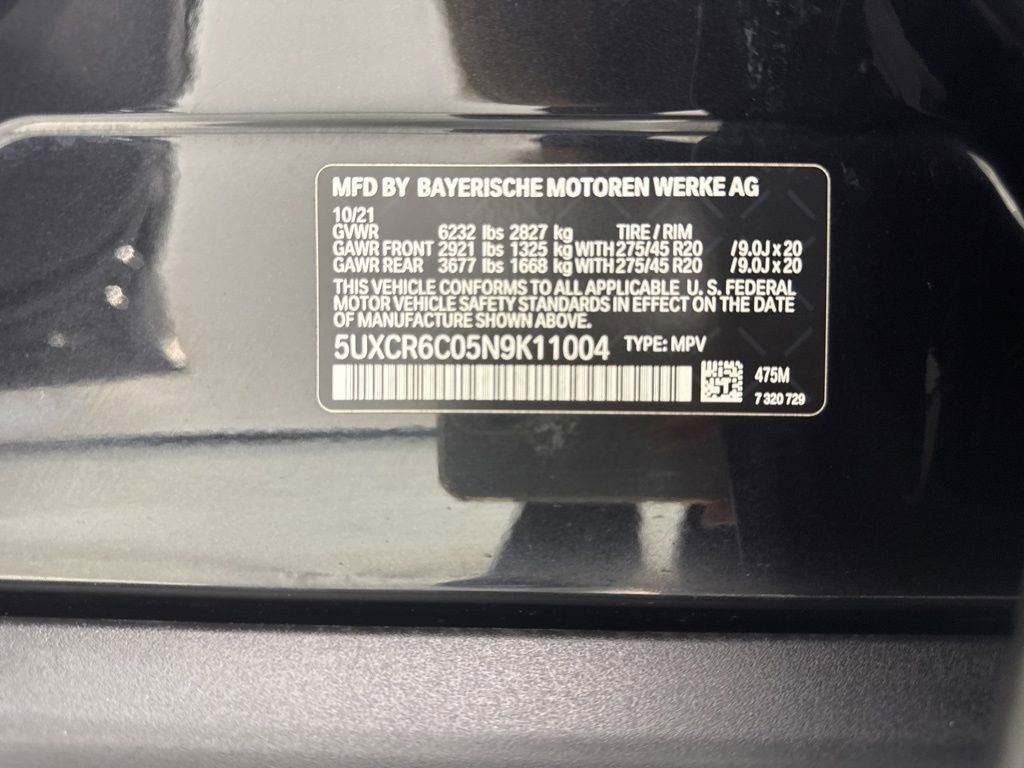 MFD BY BAYERISCHE MOTOREN WERKE AG
10/21
GVWR 6232 lbs 2827 kg TIRE / RIM
GAWR FRONT 2921 lbs 1325 kg WITH 275/45 R20 / 9.0J x 20
GAWR REAR 3677 lbs 1668 kg WITH 275/45 R20 / 9.0J x 20
THIS VEHICLE CONFORMS TO ALL APPLICABLE U. S. FEDERAL
MOTOR VEHICLE SAFETY STANDARDS IN EFFECT ON THE DATE
OF MANUFACTURE SHOWN ABOVE.
5UXCR6C05N9K11004 TYPE: MPV
475M
7 320 729